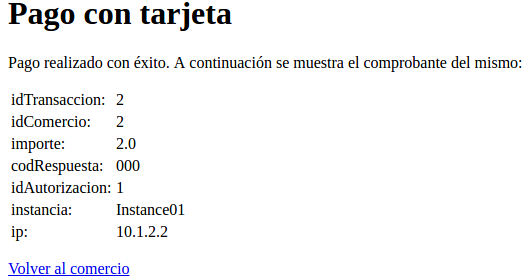 Pago con tarjeta
Pago realizado con éxito. A continuación se muestra el comprobante del mismo:
idTransaccion: 2
idComercio: 2
importe: 2.0
codRespuesta: 000
idAutorizacion: 1
instancia: Instance01
ip: 10.1.2.2
Volver al comercio